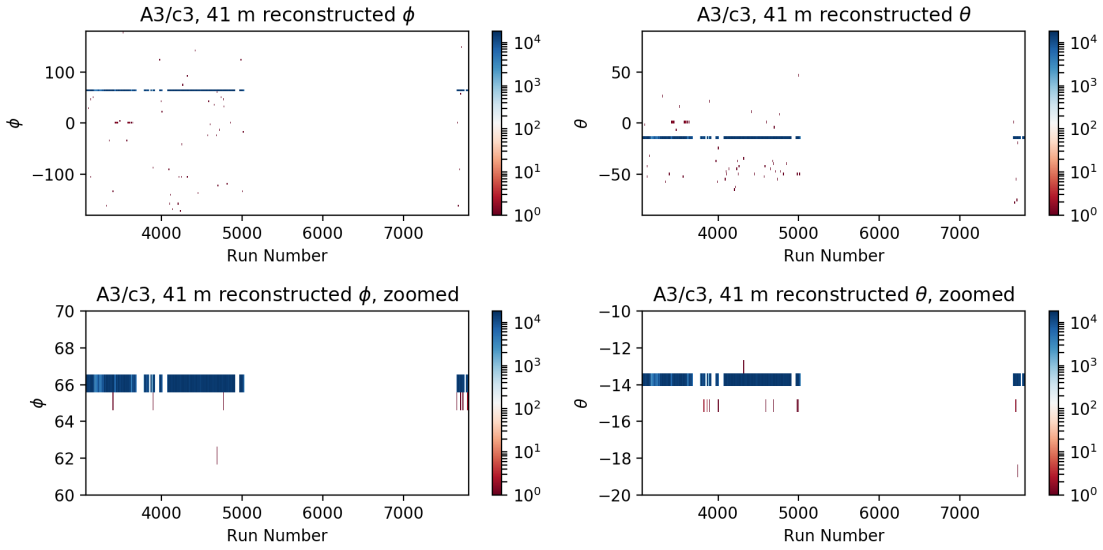 A3/c3, 41 m reconstructed ϕ
A3/c3, 41 m reconstructed θ
100
0
−100
ϕ
4000 5000 6000 7000
Run Number
10⁴
10³
10²
10¹
10⁰
50
0
−50
θ
4000 5000 6000 7000
Run Number
10⁴
10³
10²
10¹
10⁰
A3/c3, 41 m reconstructed ϕ, zoomed
A3/c3, 41 m reconstructed θ, zoomed
70
68
66
64
62
60
ϕ
4000 5000 6000 7000
Run Number
10⁴
10³
10²
10¹
10⁰
−10
−12
−14
−16
−18
−20
θ
4000 5000 6000 7000
Run Number
10⁴
10³
10²
10¹
10⁰